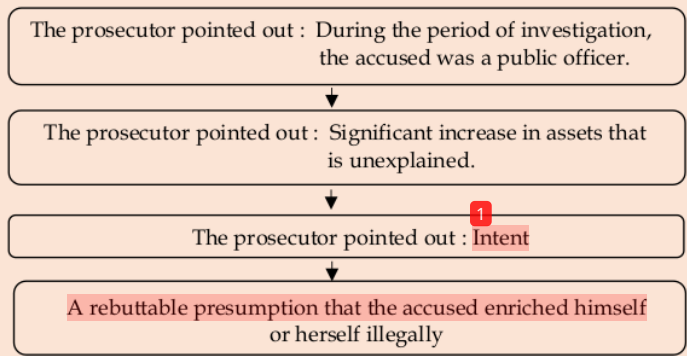 The prosecutor pointed out : During the period of investigation,
the accused was a public officer.
The prosecutor pointed out : Significant increase in assets that
is unexplained.
1
The prosecutor pointed out : Intent
A rebuttable presumption that the accused enriched himself
or herself illegally